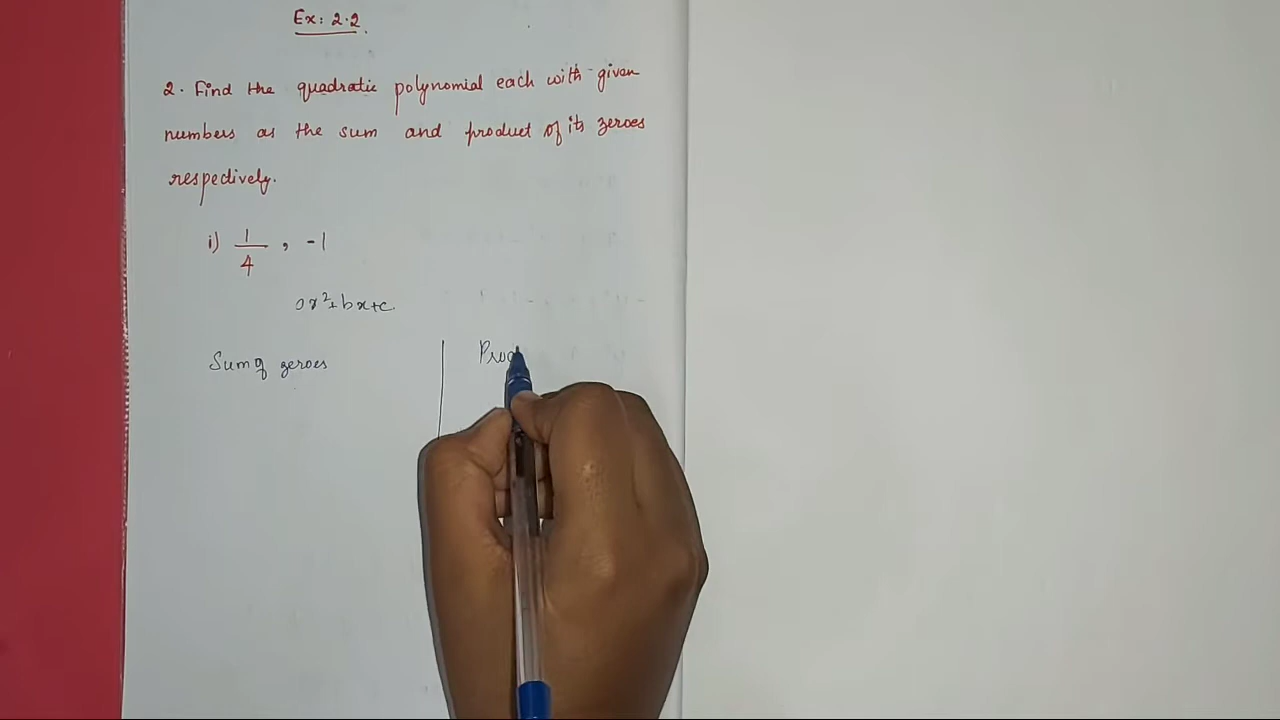 Ex: 2.2
2. Find the quadratic polynomial each with given
numbers as the sum and product of its zeroes
respectively.
i) 1/4 , -1
ax²+bx+c.
Sum of zeroes
Prod